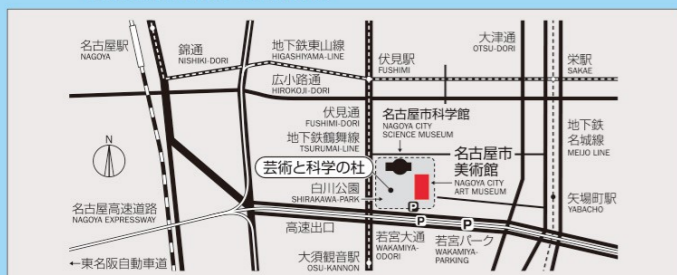 名古屋駅
NAGOYA
錦通
NISHIKI-DORI
地下鉄東山線
HIGASHIYAMA-LINE
伏見駅
FUSHIMI
大津通
OTSU-DORI
栄駅
SAKAE
広小路通
HIROKOJI-DORI
伏見通
FUSHIMI-DORI
名古屋市科学館
NAGOYA CITY
SCIENCE MUSEUM
地下鉄鶴舞線
TSURUMAI-LINE
地下鉄
名城線
MEIJO LINE
N
芸術と科学の杜
名古屋市
美術館
NAGOYA CITY
ART MUSEUM
白川公園
SHIRAKAWA-PARK
矢場町駅
YABACHO
名古屋高速道路
NAGOYA EXPRESSWAY
P
P
P
高速出口
若宮大通
WAKAMIYA-
ODORI
若宮パーク
WAKAMIYA-
PARKING
←東名阪自動車道
大須観音駅
OSU-KANNON